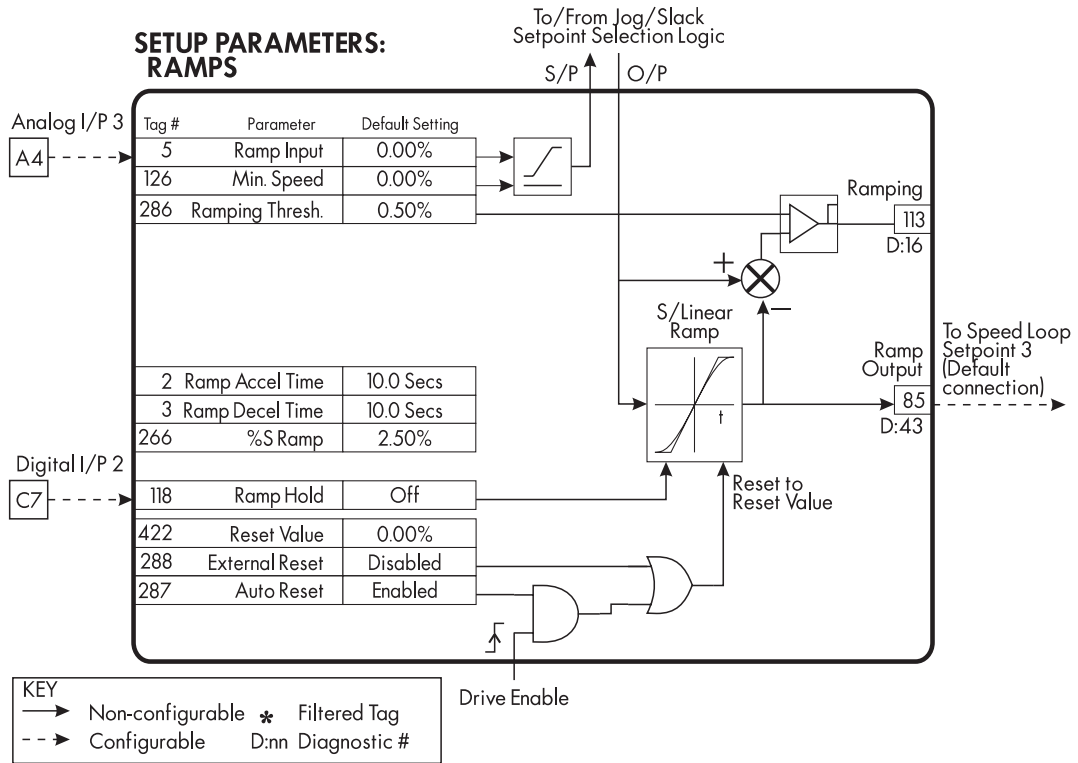 To/From Jog/Slack
Setpoint Selection Logic
SETUP PARAMETERS:
RAMPS
S/P
O/P
Analog I/P 3
A4
Tag # Parameter Default Setting
5 Ramp Input 0.00%
126 Min. Speed 0.00%
286 Ramping Thresh. 0.50%
Ramping
113
D:16
+
−
S/Linear
Ramp
t
Ramp
Output
85
D:43
To Speed Loop
Setpoint 3
(Default
connection)
2 Ramp Accel Time 10.0 Secs
3 Ramp Decel Time 10.0 Secs
266 %S Ramp 2.50%
Digital I/P 2
C7
118 Ramp Hold Off
Reset to
Reset Value
422 Reset Value 0.00%
288 External Reset Disabled
287 Auto Reset Enabled
Drive Enable
KEY
Non-configurable * Filtered Tag
Configurable D:nn Diagnostic #